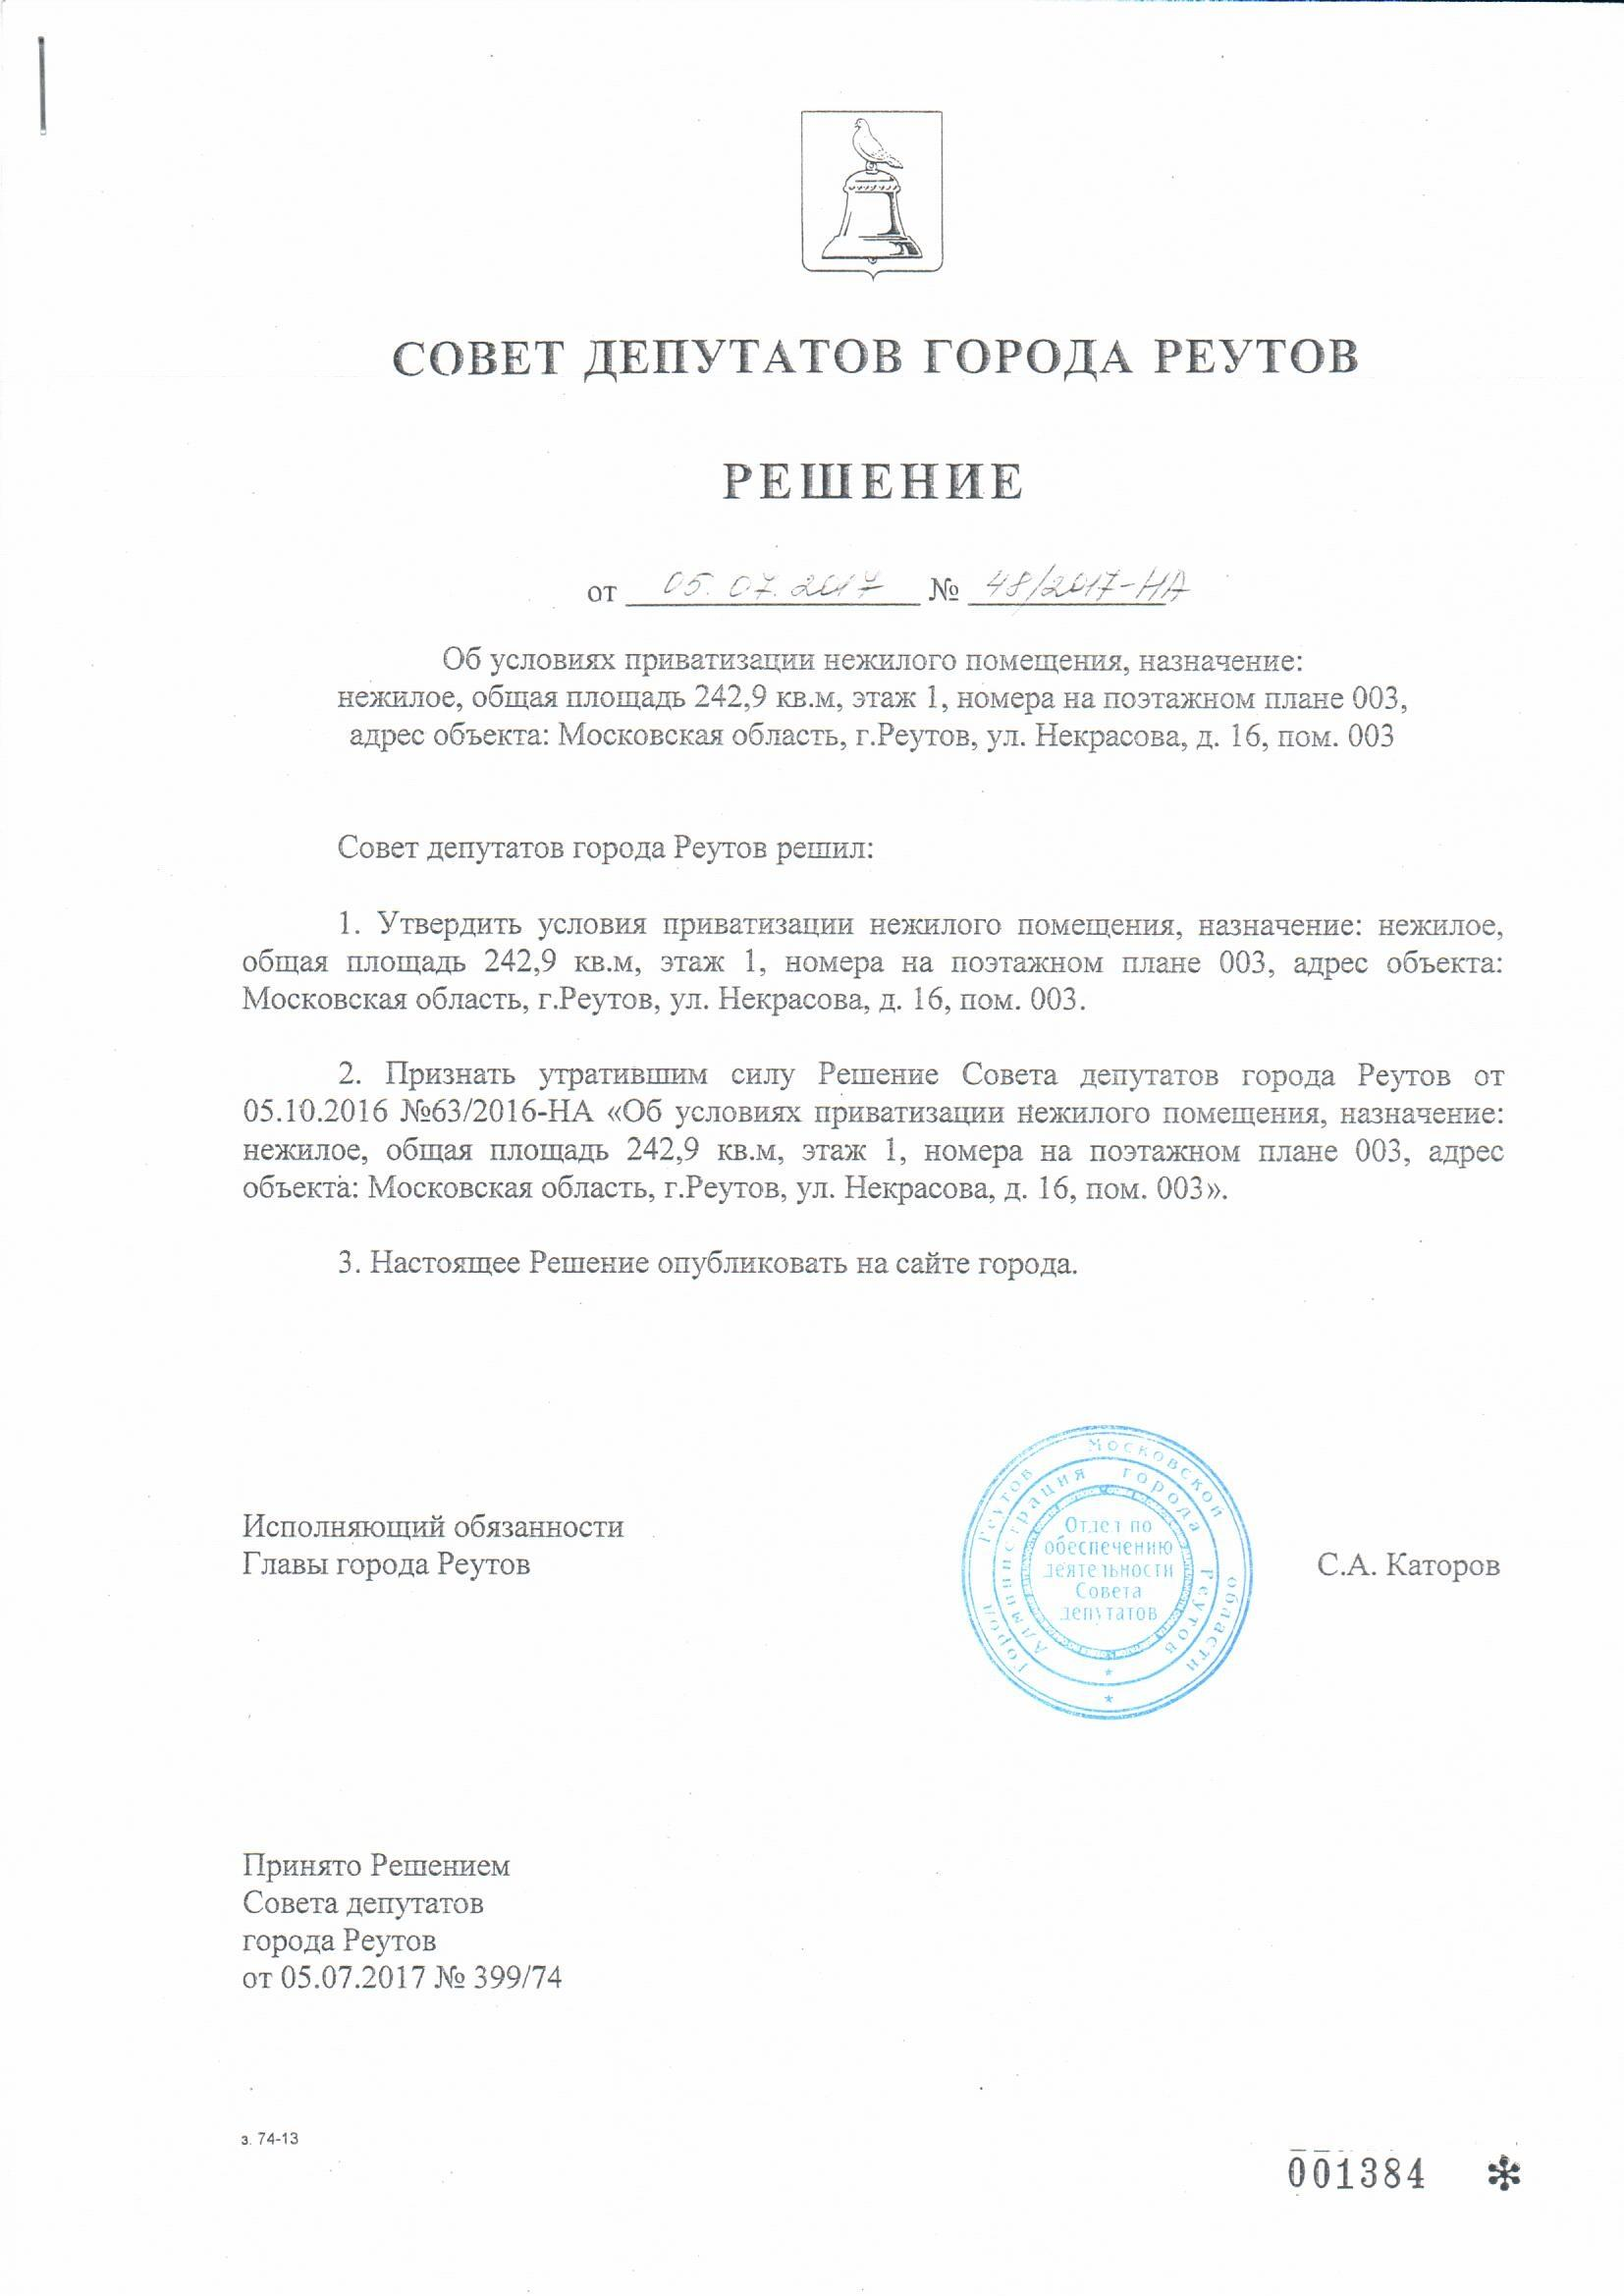 СОВЕТ ДЕПУТАТОВ ГОРОДА РЕУТОВ
РЕШЕНИЕ
от 05.07.2017 № 48/2017-НА
Об условиях приватизации нежилого помещения, назначение:
нежилое, общая площадь 242,9 кв.м, этаж 1, номера на поэтажном плане 003,
адрес объекта: Московская область, г.Реутов, ул. Некрасова, д. 16, пом. 003
Совет депутатов города Реутов решил:
1. Утвердить условия приватизации нежилого помещения, назначение: нежилое,
общая площадь 242,9 кв.м, этаж 1, номера на поэтажном плане 003, адрес объекта:
Московская область, г.Реутов, ул. Некрасова, д. 16, пом. 003.
2. Признать утратившим силу Решение Совета депутатов города Реутов от
05.10.2016 №63/2016-НА «Об условиях приватизации нежилого помещения, назначение:
нежилое, общая площадь 242,9 кв.м, этаж 1, номера на поэтажном плане 003, адрес
объекта: Московская область, г.Реутов, ул. Некрасова, д. 16, пом. 003».
3. Настоящее Решение опубликовать на сайте города.
Исполняющий обязанности
Главы города Реутов
С.А. Каторов
Город Реутов Московской области
Администрация города Реутов
Отдел по
обеспечению
деятельности
Совета
депутатов
Принято Решением
Совета депутатов
города Реутов
от 05.07.2017 № 399/74
з. 74-13
001384 *